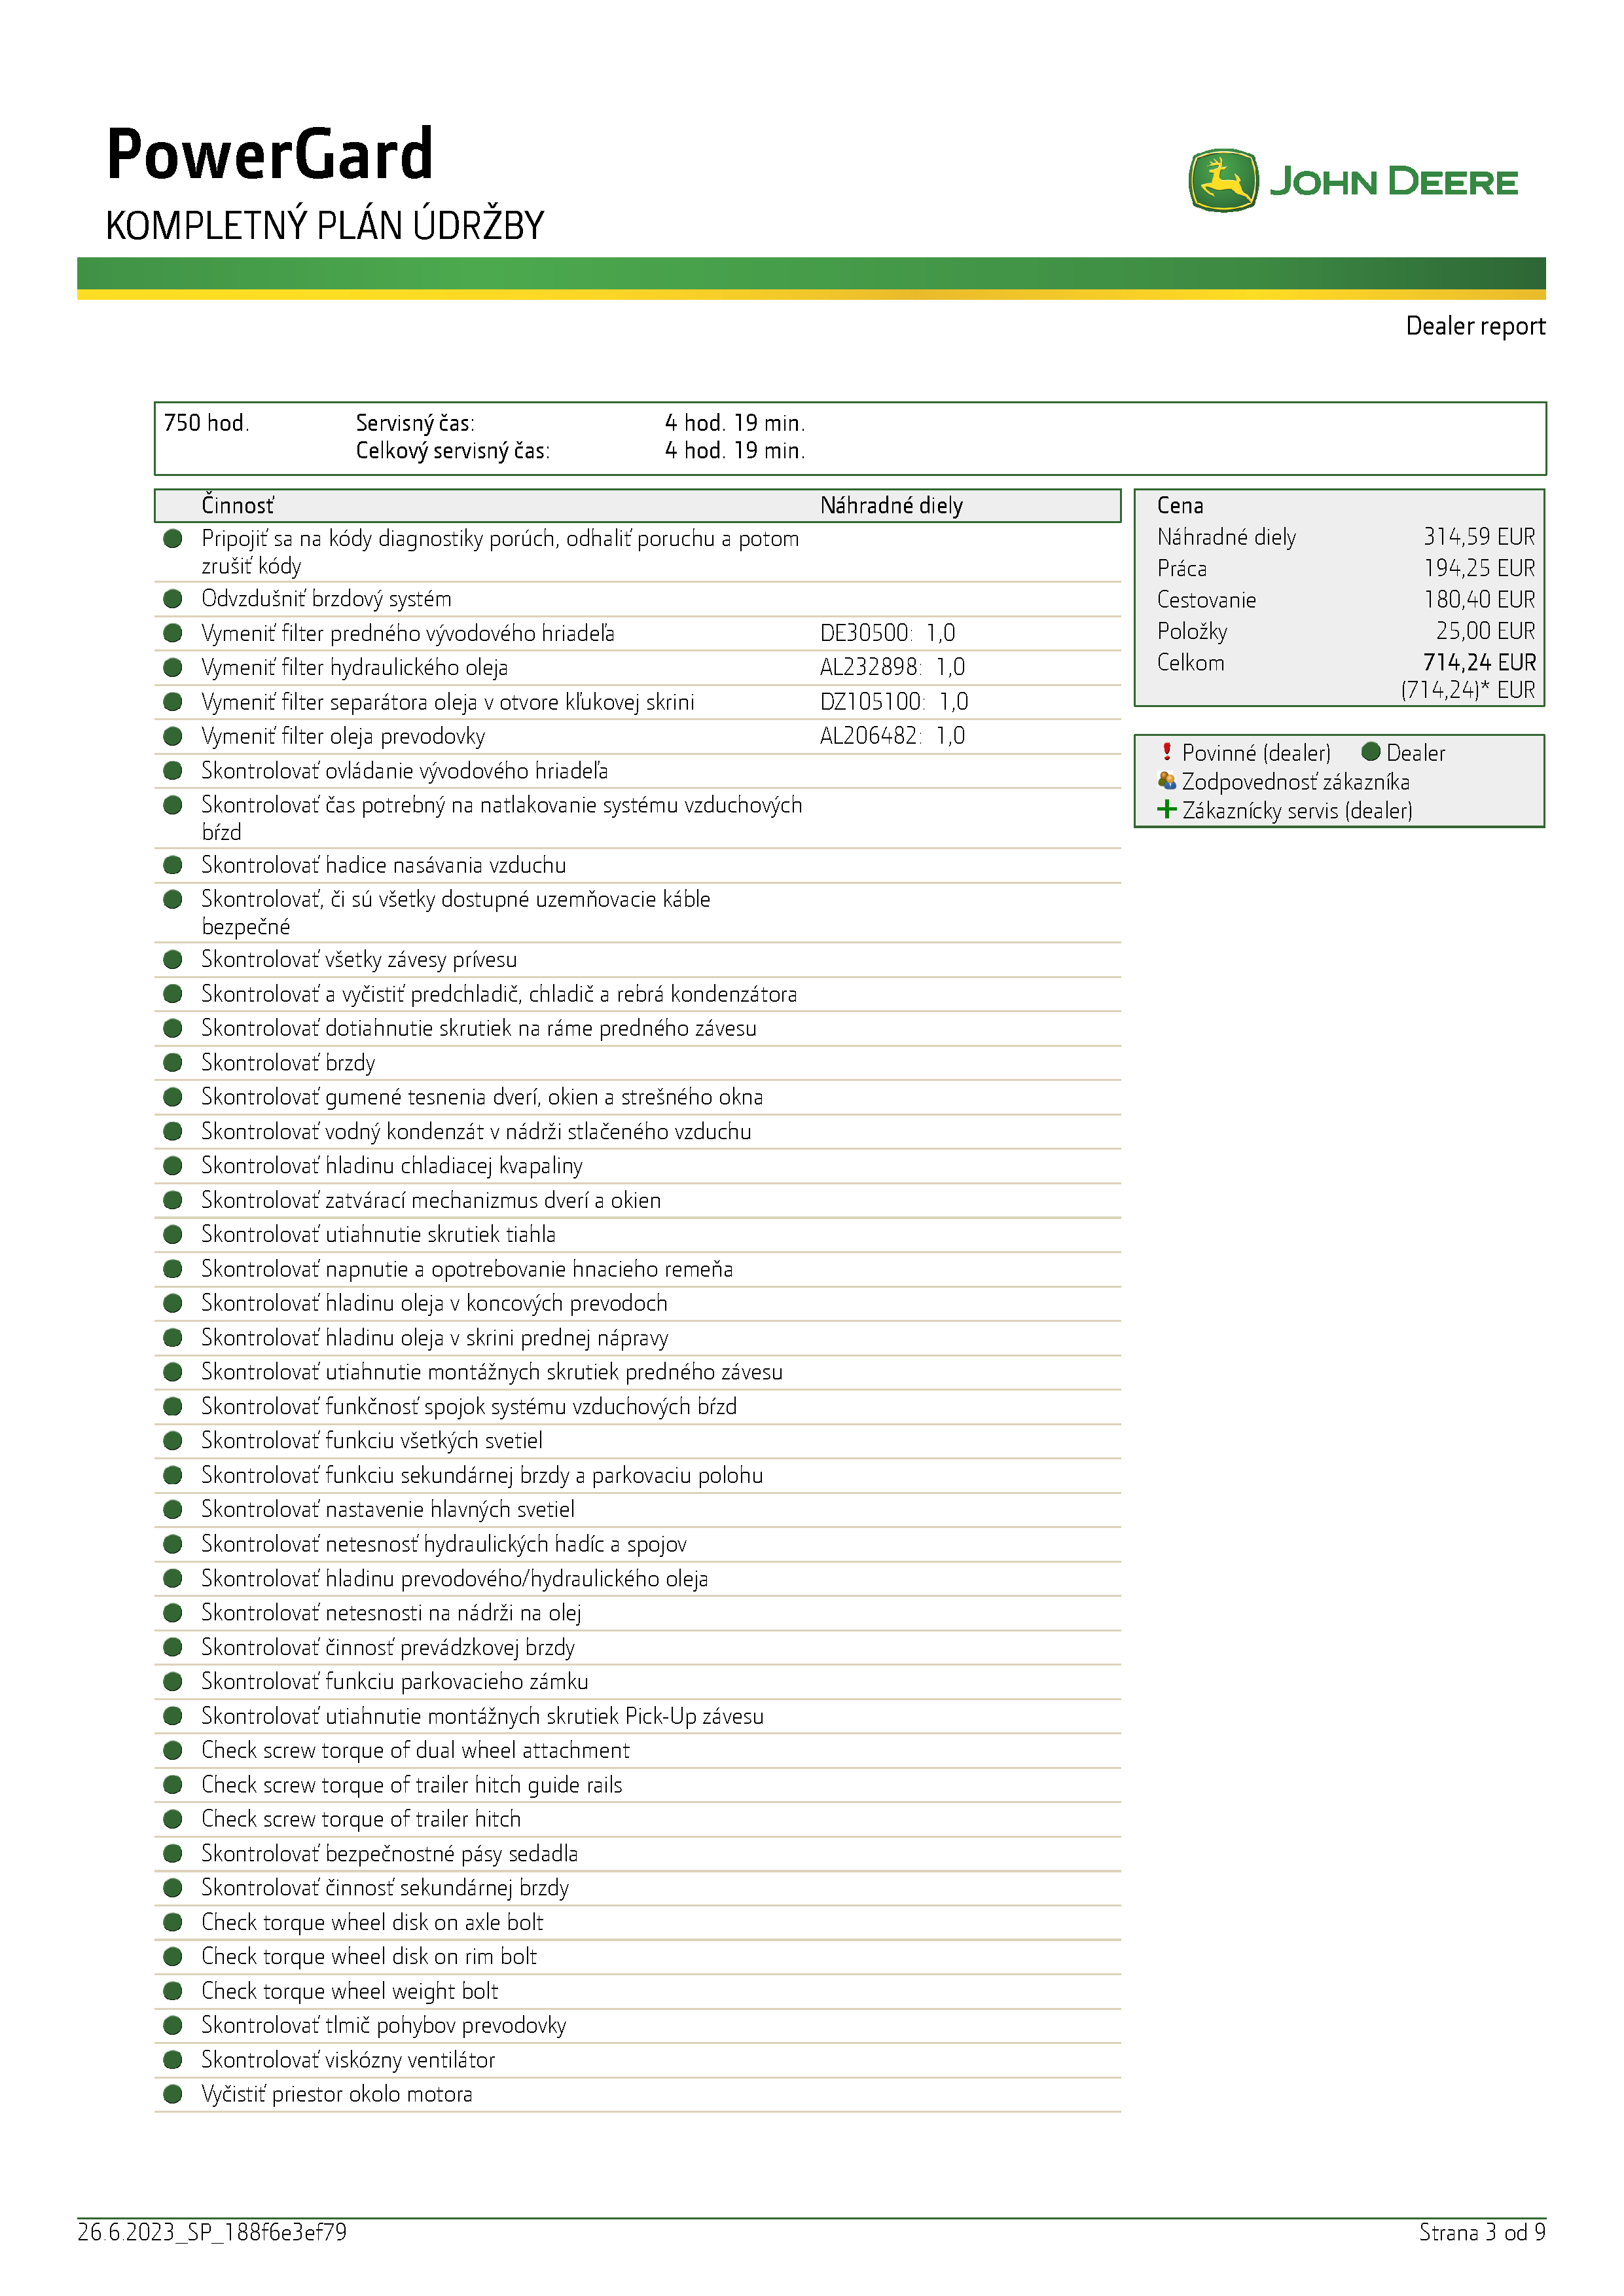 PowerGard
KOMPLETNÝ PLÁN ÚDRŽBY
JOHN DEERE
Dealer report
750 hod. Servisný čas: 4 hod. 19 min.
Celkový servisný čas: 4 hod. 19 min.
Činnosť Náhradné diely
Pripojiť sa na kódy diagnostiky porúch, odhaliť poruchu a potom
zrušiť kódy
Odvzdušniť brzdový systém
Vymeniť filter predného vývodového hriadeľa DE30500: 1,0
Vymeniť filter hydraulického oleja AL232898: 1,0
Vymeniť filter separátora oleja v otvore kľukovej skrini DZ105100: 1,0
Vymeniť filter oleja prevodovky AL206482: 1,0
Skontrolovať ovládanie vývodového hriadeľa
Skontrolovať čas potrebný na natlakovanie systému vzduchových
bŕzd
Skontrolovať hadice nasávania vzduchu
Skontrolovať, či sú všetky dostupné uzemňovacie káble
bezpečné
Skontrolovať všetky závesy prívesu
Skontrolovať a vyčistiť predchladič, chladič a rebrá kondenzátora
Skontrolovať dotiahnutie skrutiek na ráme predného závesu
Skontrolovať brzdy
Skontrolovať gumené tesnenia dverí, okien a strešného okna
Skontrolovať vodný kondenzát v nádrži stlačeného vzduchu
Skontrolovať hladinu chladiacej kvapaliny
Skontrolovať zatvárací mechanizmus dverí a okien
Skontrolovať utiahnutie skrutiek tiahla
Skontrolovať napnutie a opotrebovanie hnacieho remeňa
Skontrolovať hladinu oleja v koncových prevodoch
Skontrolovať hladinu oleja v skrini prednej nápravy
Skontrolovať utiahnutie montážnych skrutiek predného závesu
Skontrolovať funkčnosť spojok systému vzduchových bŕzd
Skontrolovať funkciu všetkých svetiel
Skontrolovať funkciu sekundárnej brzdy a parkovaciu polohu
Skontrolovať nastavenie hlavných svetiel
Skontrolovať netesnosť hydraulických hadíc a spojov
Skontrolovať hladinu prevodového/hydraulického oleja
Skontrolovať netesnosti na nádrži na olej
Skontrolovať činnosť prevádzkovej brzdy
Skontrolovať funkciu parkovacieho zámku
Skontrolovať utiahnutie montážnych skrutiek Pick-Up závesu
Check screw torque of dual wheel attachment
Check screw torque of trailer hitch guide rails
Check screw torque of trailer hitch
Skontrolovať bezpečnostné pásy sedadla
Skontrolovať činnosť sekundárnej brzdy
Check torque wheel disk on axle bolt
Check torque wheel disk on rim bolt
Check torque wheel weight bolt
Skontrolovať tlmič pohybov prevodovky
Skontrolovať viskózny ventilátor
Vyčistiť priestor okolo motora
Cena
Náhradné diely 314,59 EUR
Práca 194,25 EUR
Cestovanie 180,40 EUR
Položky 25,00 EUR
Celkom 714,24 EUR
(714,24)* EUR
Povinné (dealer) Dealer
Zodpovednosť zákazníka
Zákaznícky servis (dealer)
26.6.2023_SP_188f6e3ef79 Strana 3 od 9